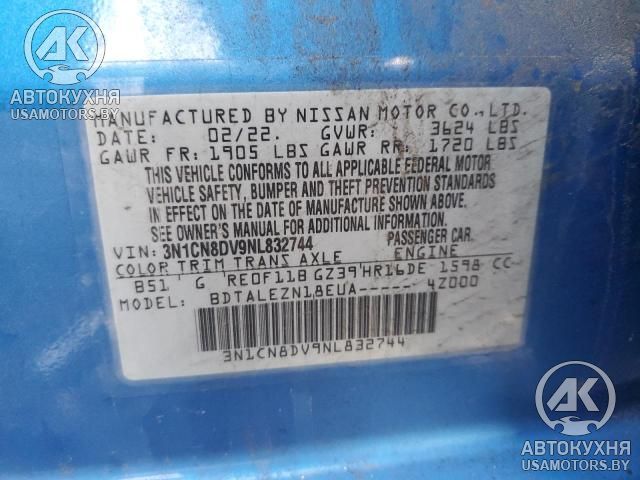 АВТОКУХНЯ
USAMOTORS.BY
MANUFACTURED BY NISSAN MOTOR CO., LTD.
DATE: 02/22. GVWR: 3624 LBS
GAWR FR: 1905 LBS GAWR RR: 1720 LBS
THIS VEHICLE CONFORMS TO ALL APPLICABLE FEDERAL MOTOR
VEHICLE SAFETY, BUMPER AND THEFT PREVENTION STANDARDS
IN EFFECT ON THE DATE OF MANUFACTURE SHOWN ABOVE.
SEE OWNER'S MANUAL FOR ADDITIONAL INFORMATION.
VIN: 3N1CN8DV9NL832744 PASSENGER CAR.
COLOR TRIM TRANS AXLE ENGINE
B51 G RE0F11B GZ39 HR16DE 1598 CC
MODEL BDTALEZN18EUA----- 4Z000
3N1CN8DV9NL832744
АВТОКУХНЯ
USAMOTORS.BY